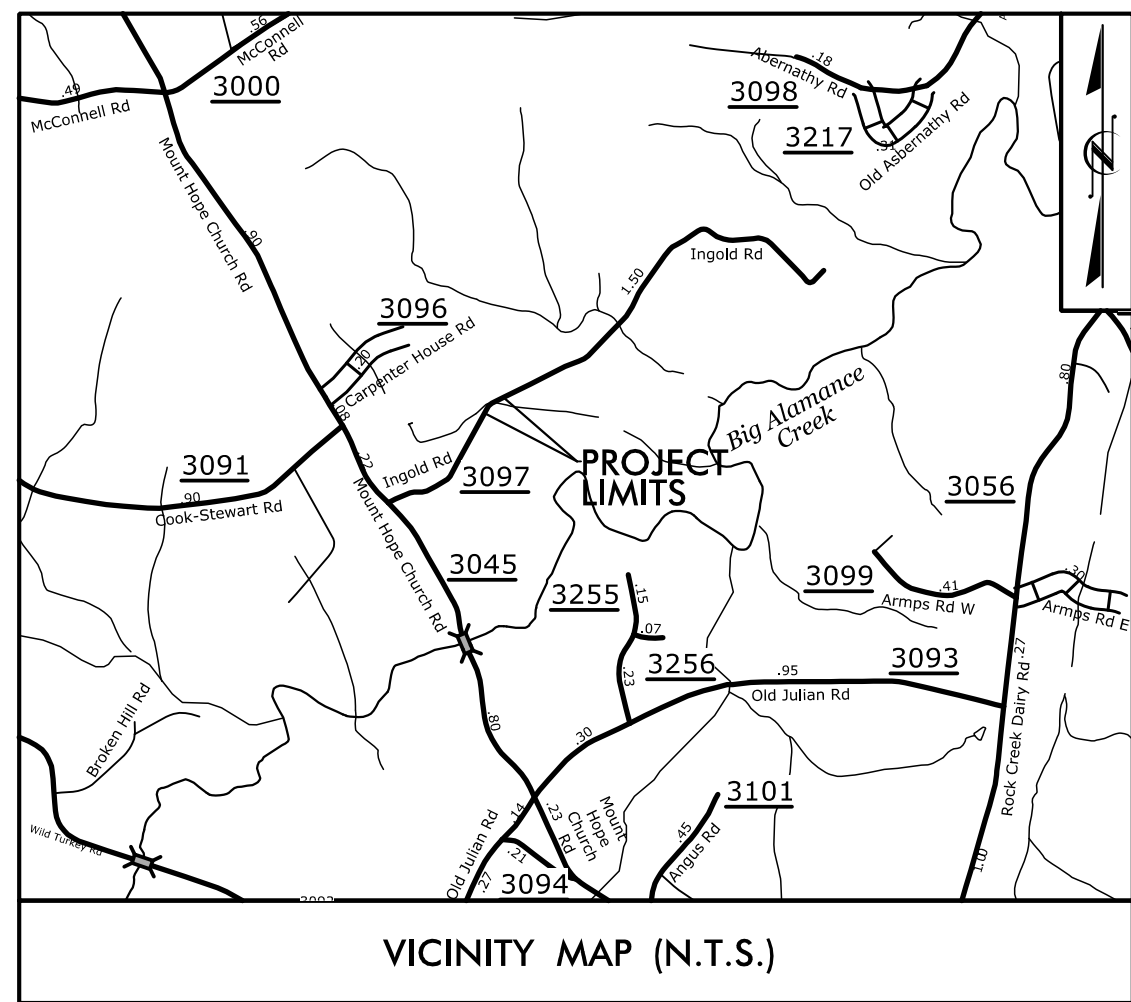 .56
McConnell
Rd
.49
McConnell Rd
3000
.18
Abernathy Rd
3098
3217
.31
Old Asbernathy Rd
N
Mount Hope Church Rd
.90
Ingold Rd
1.50
3096
.20
Carpenter House Rd
.08
.80
Big Alamance
Creek
3091
.90
Cook-Stewart Rd
.22
Ingold Rd
3097
PROJECT
LIMITS
3056
Mount Hope Church Rd
3045
3255
.15
.07
3256
.23
3099
.41
Armps Rd W
.30
Armps Rd E
3093
.95
Old Julian Rd
.27
Rock Creek Dairy Rd
Broken Hill Rd
.80
.30
Wild Turkey Rd
.14
Old Julian Rd
.21
.27
3094
.23
Mount
Hope
Church
Rd
3101
.45
Angus Rd
1.00
VICINITY MAP (N.T.S.)